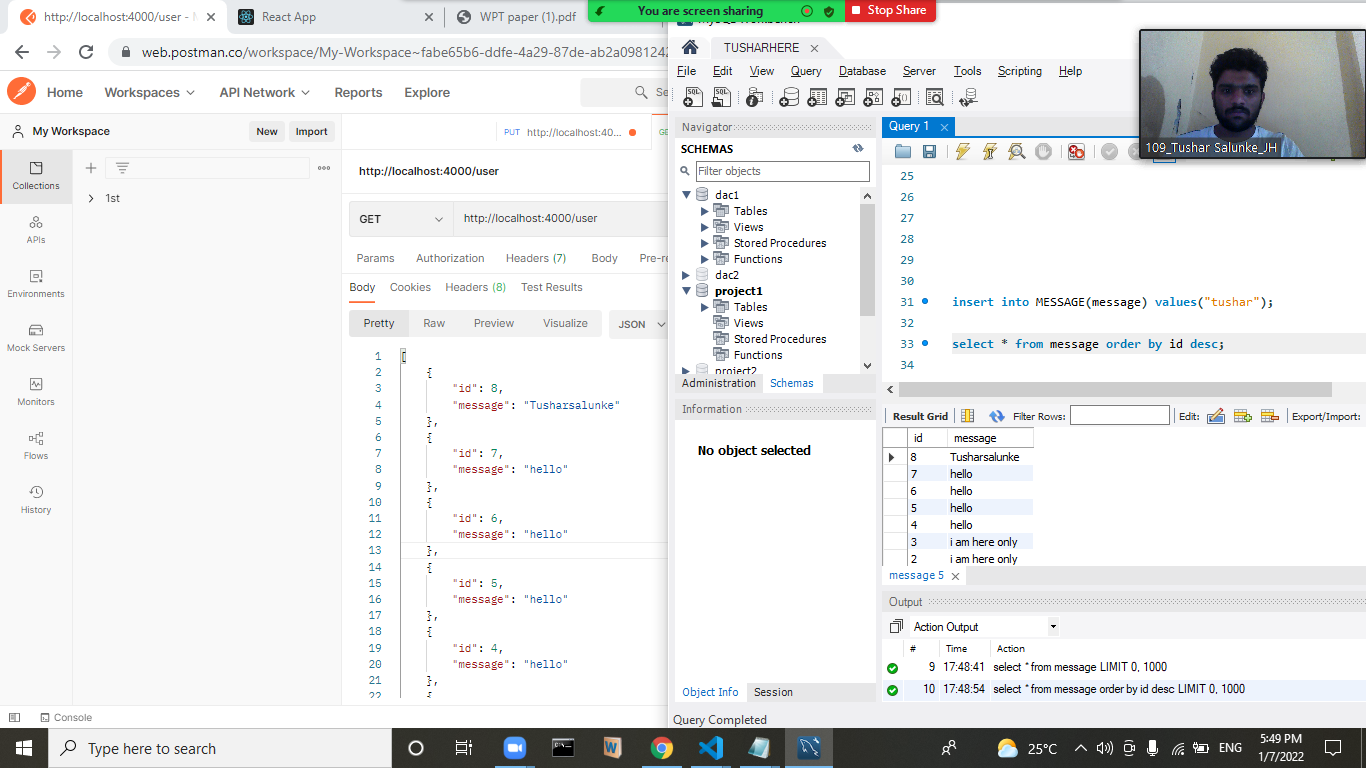 http://localhost:4000/user - M
React App
WPT paper (1).pdf
You are screen sharing
Stop Share
web.postman.co/workspace/My-Workspace~fabe65b6-ddfe-4a29-87de-ab2a0981242
TUSHARHERE
File Edit View Query Database Server Tools Scripting Help
Home Workspaces API Network Reports Explore
My Workspace
New Import
PUT http://localhost:40...
Navigator
Query 1
SCHEMAS
Filter objects
109_Tushar Salunke_JH
Collections
APIs
Environments
Mock Servers
Monitors
Flows
History
1st
http://localhost:4000/user
GET http://localhost:4000/user
Params Authorization Headers (7) Body Pre-re
Body Cookies Headers (8) Test Results
Pretty Raw Preview Visualize JSON
1 [
2 {
3 "id": 8,
4 "message": "Tusharsalunke"
5 },
6 {
7 "id": 7,
8 "message": "hello"
9 },
10 {
11 "id": 6,
12 "message": "hello"
13 },
14 {
15 "id": 5,
16 "message": "hello"
17 },
18 {
19 "id": 4,
20 "message": "hello"
21 },
22 {
dac1
Tables
Views
Stored Procedures
Functions
dac2
project1
Tables
Views
Stored Procedures
Functions
project2
Administration Schemas
Information
No object selected
Object Info Session
25
26
27
28
29
30
31 insert into MESSAGE(message) values("tushar");
32
33 select * from message order by id desc;
34
Result Grid Filter Rows: Edit: Export/Import:
id message
8 Tusharsalunke
7 hello
6 hello
5 hello
4 hello
3 i am here only
2 i am here only
message 5
Output
Action Output
# Time Action
9 17:48:41 select * from message LIMIT 0, 1000
10 17:48:54 select * from message order by id desc LIMIT 0, 1000
Console
Query Completed
Type here to search
25°C
ENG
5:49 PM
1/7/2022